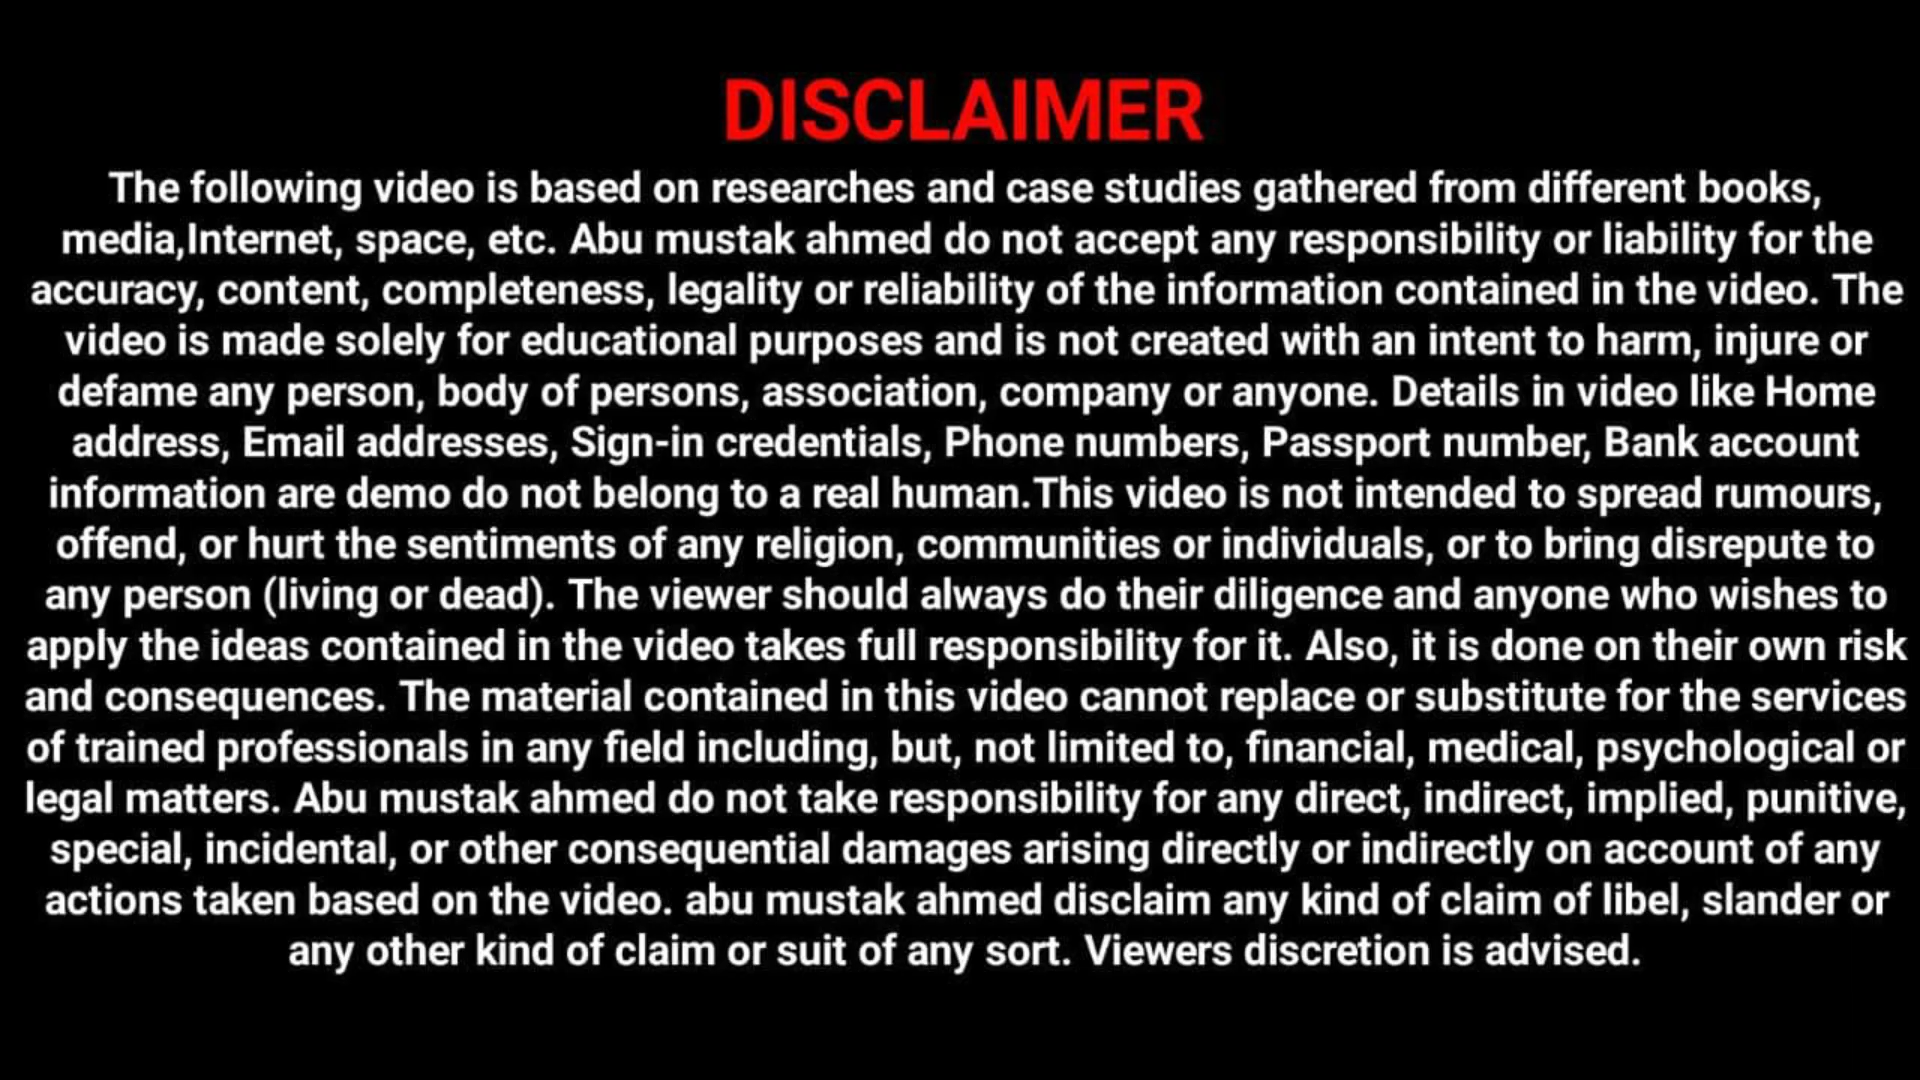 DISCLAIMER
The following video is based on researches and case studies gathered from different books,
media,Internet, space, etc. Abu mustak ahmed do not accept any responsibility or liability for the
accuracy, content, completeness, legality or reliability of the information contained in the video. The
video is made solely for educational purposes and is not created with an intent to harm, injure or
defame any person, body of persons, association, company or anyone. Details in video like Home
address, Email addresses, Sign-in credentials, Phone numbers, Passport number, Bank account
information are demo do not belong to a real human.This video is not intended to spread rumours,
offend, or hurt the sentiments of any religion, communities or individuals, or to bring disrepute to
any person (living or dead). The viewer should always do their diligence and anyone who wishes to
apply the ideas contained in the video takes full responsibility for it. Also, it is done on their own risk
and consequences. The material contained in this video cannot replace or substitute for the services
of trained professionals in any field including, but, not limited to, financial, medical, psychological or
legal matters. Abu mustak ahmed do not take responsibility for any direct, indirect, implied, punitive,
special, incidental, or other consequential damages arising directly or indirectly on account of any
actions taken based on the video. abu mustak ahmed disclaim any kind of claim of libel, slander or
any other kind of claim or suit of any sort. Viewers discretion is advised.